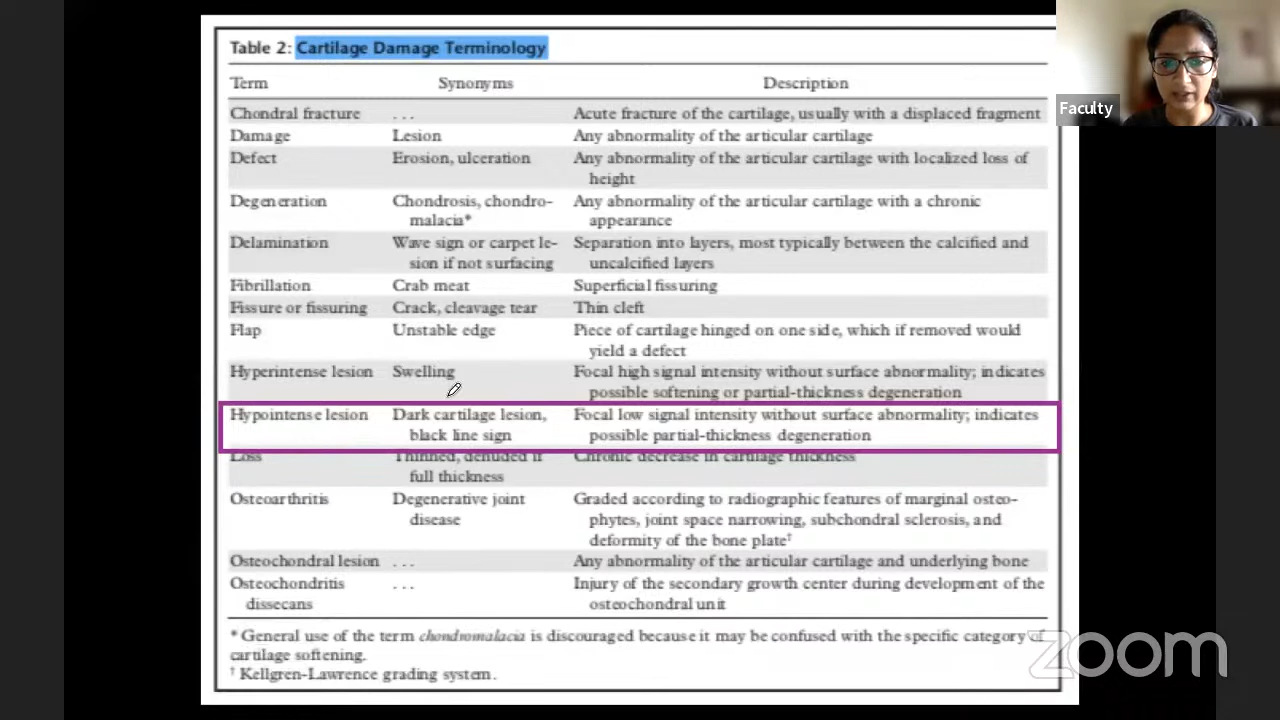 Table 2: Cartilage Damage Terminology
Term Synonyms Description
Chondral fracture ... Acute fracture of the cartilage, usually with a displaced fragment
Damage Lesion Any abnormality of the articular cartilage
Defect Erosion, ulceration Any abnormality of the articular cartilage with localized loss of
height
Degeneration Chondrosis, chondro- Any abnormality of the articular cartilage with a chronic
malacia* appearance
Delamination Wave sign or carpet le- Separation into layers, most typically between the calcified and
sion if not surfacing uncalcified layers
Fibrillation Crab meat Superficial fissuring
Fissure or fissuring Crack, cleavage tear Thin cleft
Flap Unstable edge Piece of cartilage hinged on one side, which if removed would
yield a defect
Hyperintense lesion Swelling Focal high signal intensity without surface abnormality; indicates
possible softening or partial-thickness degeneration
Hypointense lesion Dark cartilage lesion, Focal low signal intensity without surface abnormality; indicates
black line sign possible partial-thickness degeneration
Loss Thinned, denuded if Chronic decrease in cartilage thickness
full thickness
Osteoarthritis Degenerative joint Graded according to radiographic features of marginal osteo-
disease phytes, joint space narrowing, subchondral sclerosis, and
deformity of the bone plate†
Osteochondral lesion ... Any abnormality of the articular cartilage and underlying bone
Osteochondritis ... Injury of the secondary growth center during development of the
dissecans osteochondral unit
* General use of the term chondromalacia is discouraged because it may be confused with the specific category of
cartilage softening.
† Kellgren-Lawrence grading system.
Faculty
zoom